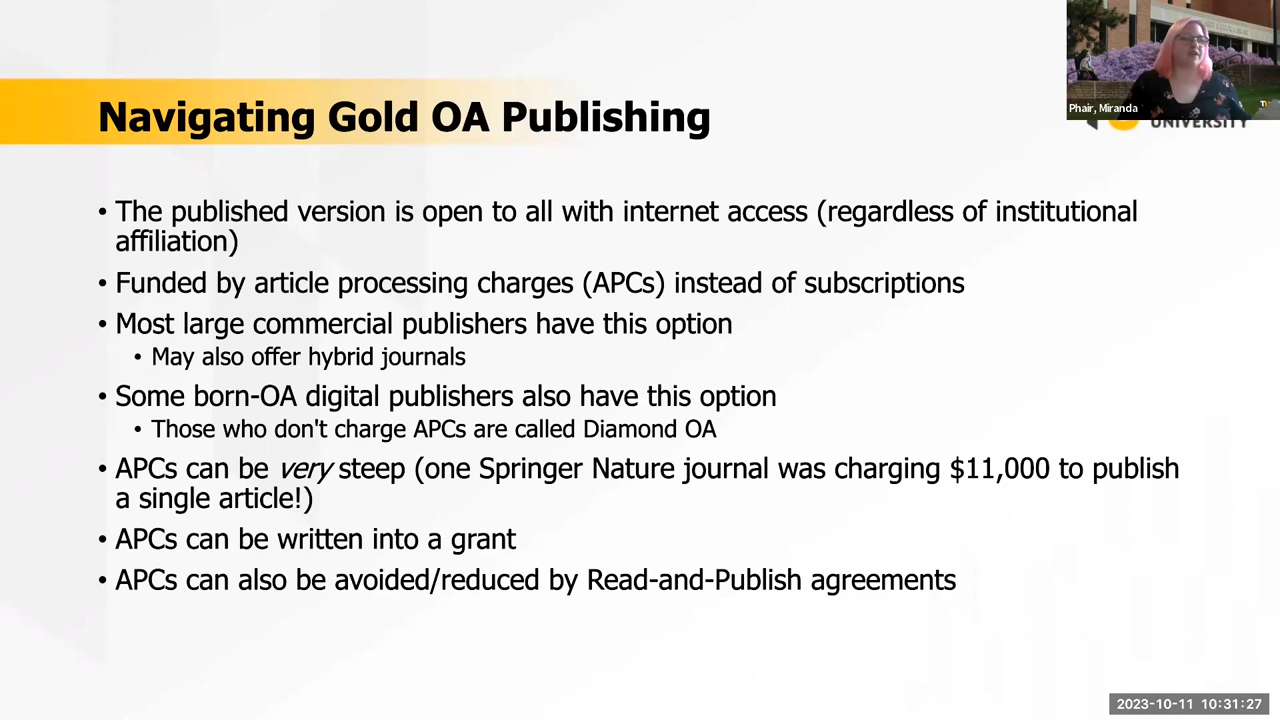 Phair, Miranda
UNIVERSITY
Navigating Gold OA Publishing
• The published version is open to all with internet access (regardless of institutional
affiliation)
• Funded by article processing charges (APCs) instead of subscriptions
• Most large commercial publishers have this option
• May also offer hybrid journals
• Some born-OA digital publishers also have this option
• Those who don't charge APCs are called Diamond OA
• APCs can be very steep (one Springer Nature journal was charging $11,000 to publish
a single article!)
• APCs can be written into a grant
• APCs can also be avoided/reduced by Read-and-Publish agreements
2023-10-11 10:31:27